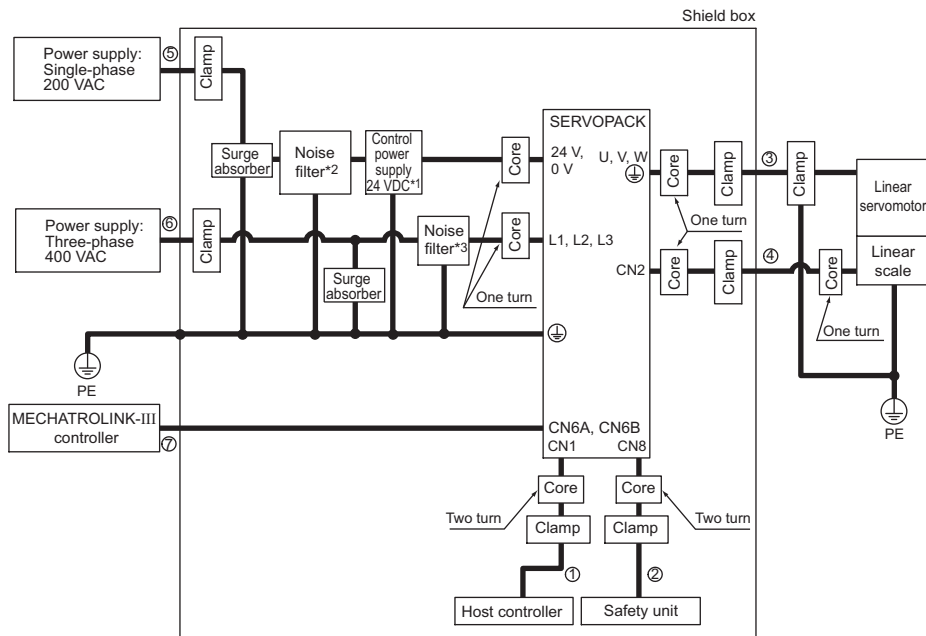 Shield box
Power supply:
Single-phase
200 VAC
⑤
Clamp
SERVOPACK
Surge
absorber
Noise
filter*2
Control
power
supply
24 VDC*1
Core
24 V,
0 V
U, V, W
Core
Clamp
③
Clamp
Linear
servomotor
Power supply:
Three-phase
400 VAC
⑥
Clamp
Noise
filter*3
Core
L1, L2, L3
One turn
Surge
absorber
One turn
CN2
Core
Clamp
④
Core
Linear
scale
One turn
PE
PE
MECHATROLINK-III
controller
⑦
CN6A, CN6B
CN1
CN8
Core
Core
Two turn
Two turn
Clamp
Clamp
①
②
Host controller
Safety unit